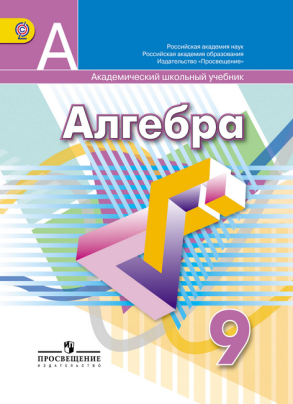 А
Российская академия наук
Российская академия образования
Издательство «Просвещение»
Академический школьный учебник
Алгебра
9
ПРОСВЕЩЕНИЕ
ИЗДАТЕЛЬСТВО